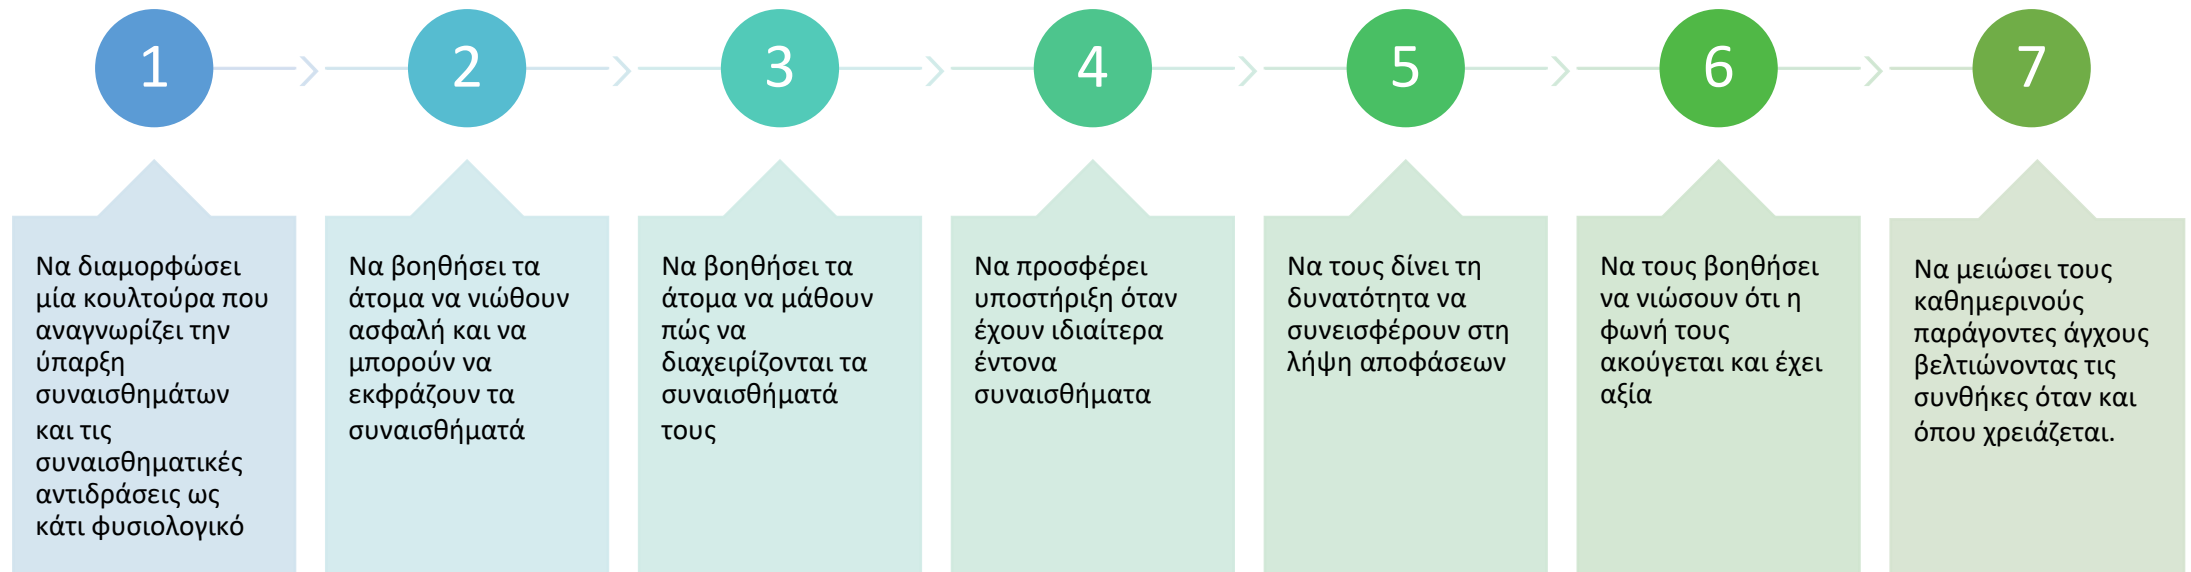 1
2
3
4
5
6
7
Να διαμορφώσει
μία κουλτούρα που
αναγνωρίζει την
ύπαρξη
συναισθημάτων
και τις
συναισθηματικές
αντιδράσεις ως
κάτι φυσιολογικό
Να βοηθήσει τα
άτομα να νιώθουν
ασφαλή και να
μπορούν να
εκφράζουν τα
συναισθήματά
Να βοηθήσει τα
άτομα να μάθουν
πώς να
διαχειρίζονται τα
συναισθήματά
τους
Να προσφέρει
υποστήριξη όταν
έχουν ιδιαίτερα
έντονα
συναισθήματα
Να τους δίνει τη
δυνατότητα να
συνεισφέρουν στη
λήψη αποφάσεων
Να τους βοηθήσει
να νιώσουν ότι η
φωνή τους
ακούγεται και έχει
αξία
Να μειώσει τους
καθημερινούς
παράγοντες άγχους
βελτιώνοντας τις
συνθήκες όταν και
όπου χρειάζεται.